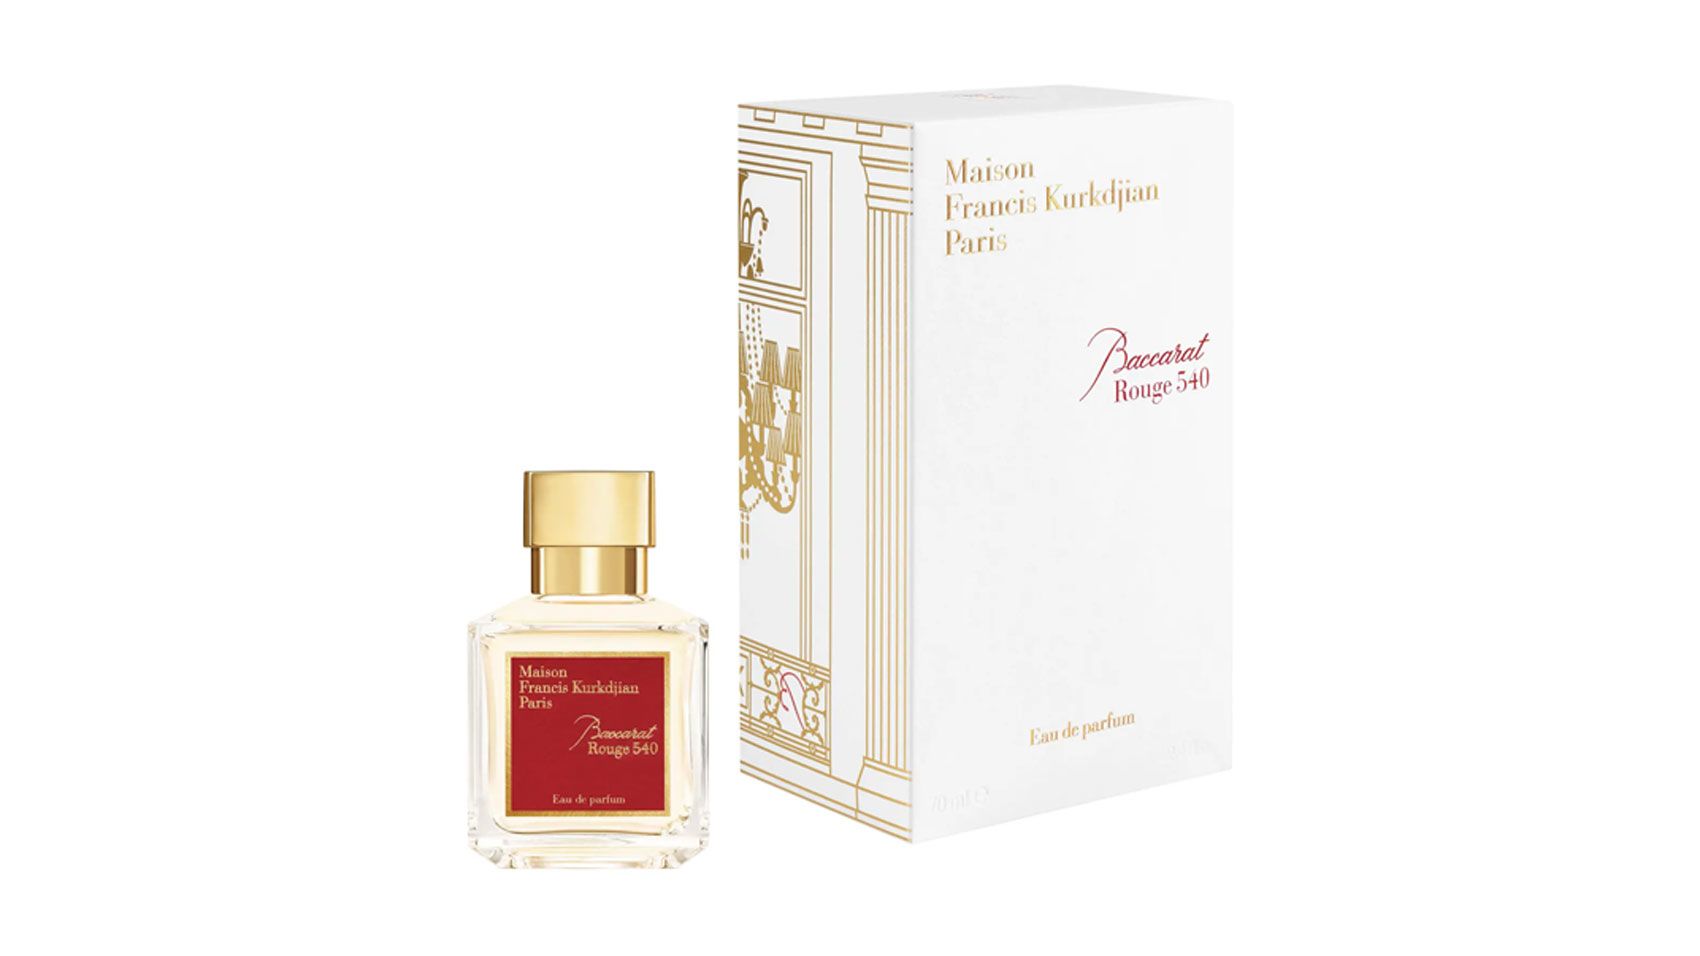 Maison
Francis Kurkdjian
Paris
Baccarat
Rouge 540
Eau de parfum
70 ml e
Maison
Francis Kurkdjian
Paris
Baccarat
Rouge 540
Eau de parfum